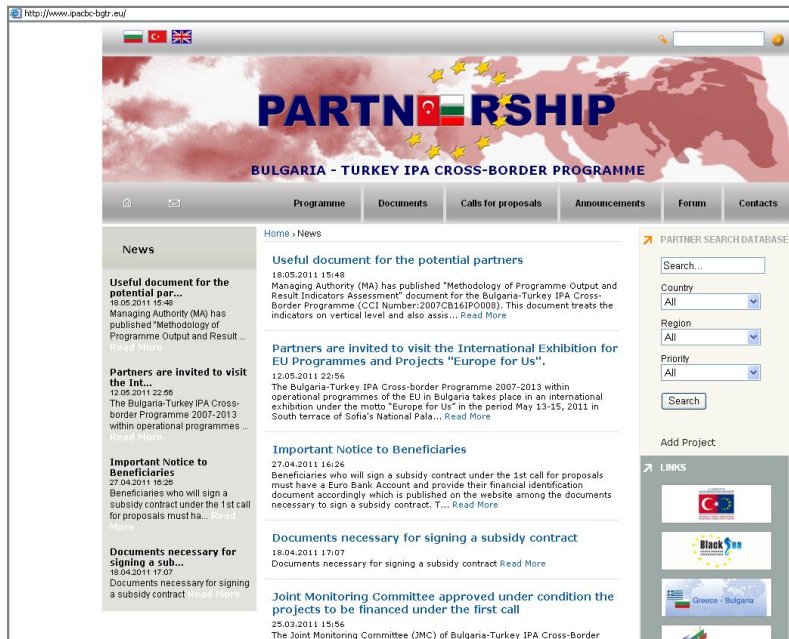 http://www.ipacbc-bgtr.eu/
PARTNERSHIP
BULGARIA - TURKEY IPA CROSS-BORDER PROGRAMME
Programme Documents Calls for proposals Announcements Forum Contacts
News
Useful document for the
potential par...
18.05.2011 15:48
Managing Authority (MA) has
published "Methodology of
Programme Output and Result ...
Read More
Partners are invited to visit
the Int...
12.05.2011 22:56
The Bulgaria-Turkey IPA Cross-
border Programme 2007-2013
within operational programmes ...
Read More
Important Notice to
Beneficiaries
27.04.2011 16:26
Beneficiaries who will sign a
subsidy contract under the 1st call
for proposals must ha... Read
More
Documents necessary for
signing a sub...
18.04.2011 17:07
Documents necessary for signing
a subsidy contract Read More
Home › News
Useful document for the potential partners
18.05.2011 15:48
Managing Authority (MA) has published "Methodology of Programme Output and
Result Indicators Assessment" document for the Bulgaria-Turkey IPA Cross-
Border Programme (CCI Number:2007CB16IPO008). This document treats the
indicators on vertical level and also assis... Read More
Partners are invited to visit the International Exhibition for
EU Programmes and Projects "Europe for Us".
12.05.2011 22:56
The Bulgaria-Turkey IPA Cross-border Programme 2007-2013 within
operational programmes of the EU in Bulgaria takes place in an international
exhibition under the motto "Europe for Us" in the period May 13-15, 2011 in
South terrace of Sofia's National Pala... Read More
Important Notice to Beneficiaries
27.04.2011 16:26
Beneficiaries who will sign a subsidy contract under the 1st call for proposals
must have a Euro Bank Account and provide their financial identification
document accordingly which is published on the website among the documents
necessary to sign a subsidy contract. T... Read More
Documents necessary for signing a subsidy contract
18.04.2011 17:07
Documents necessary for signing a subsidy contract Read More
Joint Monitoring Committee approved under condition the
projects to be financed under the first call
25.03.2011 15:56
The Joint Monitoring Committee (JMC) of Bulgaria-Turkey IPA Cross-Border
PARTNER SEARCH DATABASE
Search...
Country
All
Region
All
Priority
All
Search
Add Project
LINKS
Black Sea
Greece - Bulgaria